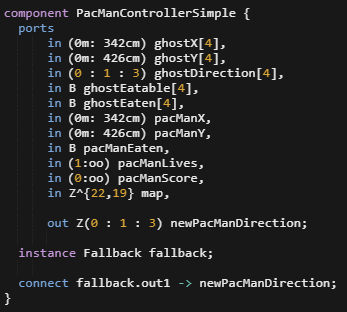 component PacManControllerSimple {
ports
in (0m: 342cm) ghostX[4],
in (0m: 426cm) ghostY[4],
in (0 : 1 : 3) ghostDirection[4],
in B ghostEatable[4],
in B ghostEaten[4],
in (0m: 342cm) pacManX,
in (0m: 426cm) pacManY,
in B pacManEaten,
in (1:oo) pacManLives,
in (0:oo) pacManScore,
in Z^{22,19} map,
out Z(0 : 1 : 3) newPacManDirection;
instance Fallback fallback;
connect fallback.out1 -> newPacManDirection;
}